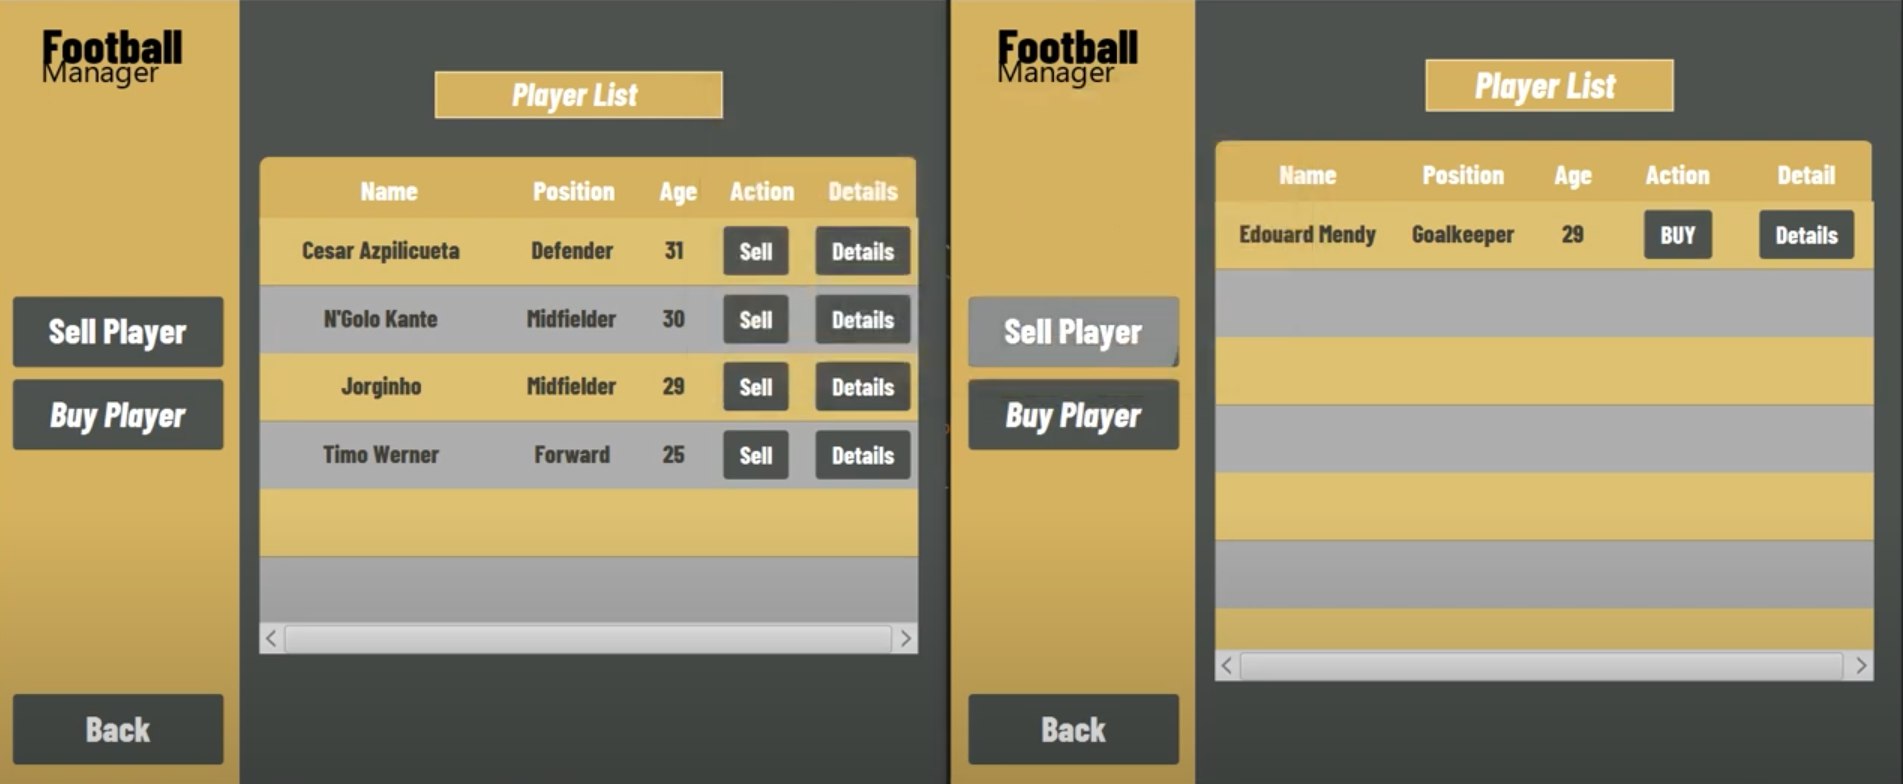 Football
Manager
Player List
Name Position Age Action Details
Cesar Azpilicueta Defender 31 Sell Details
N'Golo Kante Midfielder 30 Sell Details
Jorginho Midfielder 29 Sell Details
Timo Werner Forward 25 Sell Details
Sell Player
Buy Player
Back
Football
Manager
Player List
Name Position Age Action Detail
Edouard Mendy Goalkeeper 29 BUY Details
Sell Player
Buy Player
Back